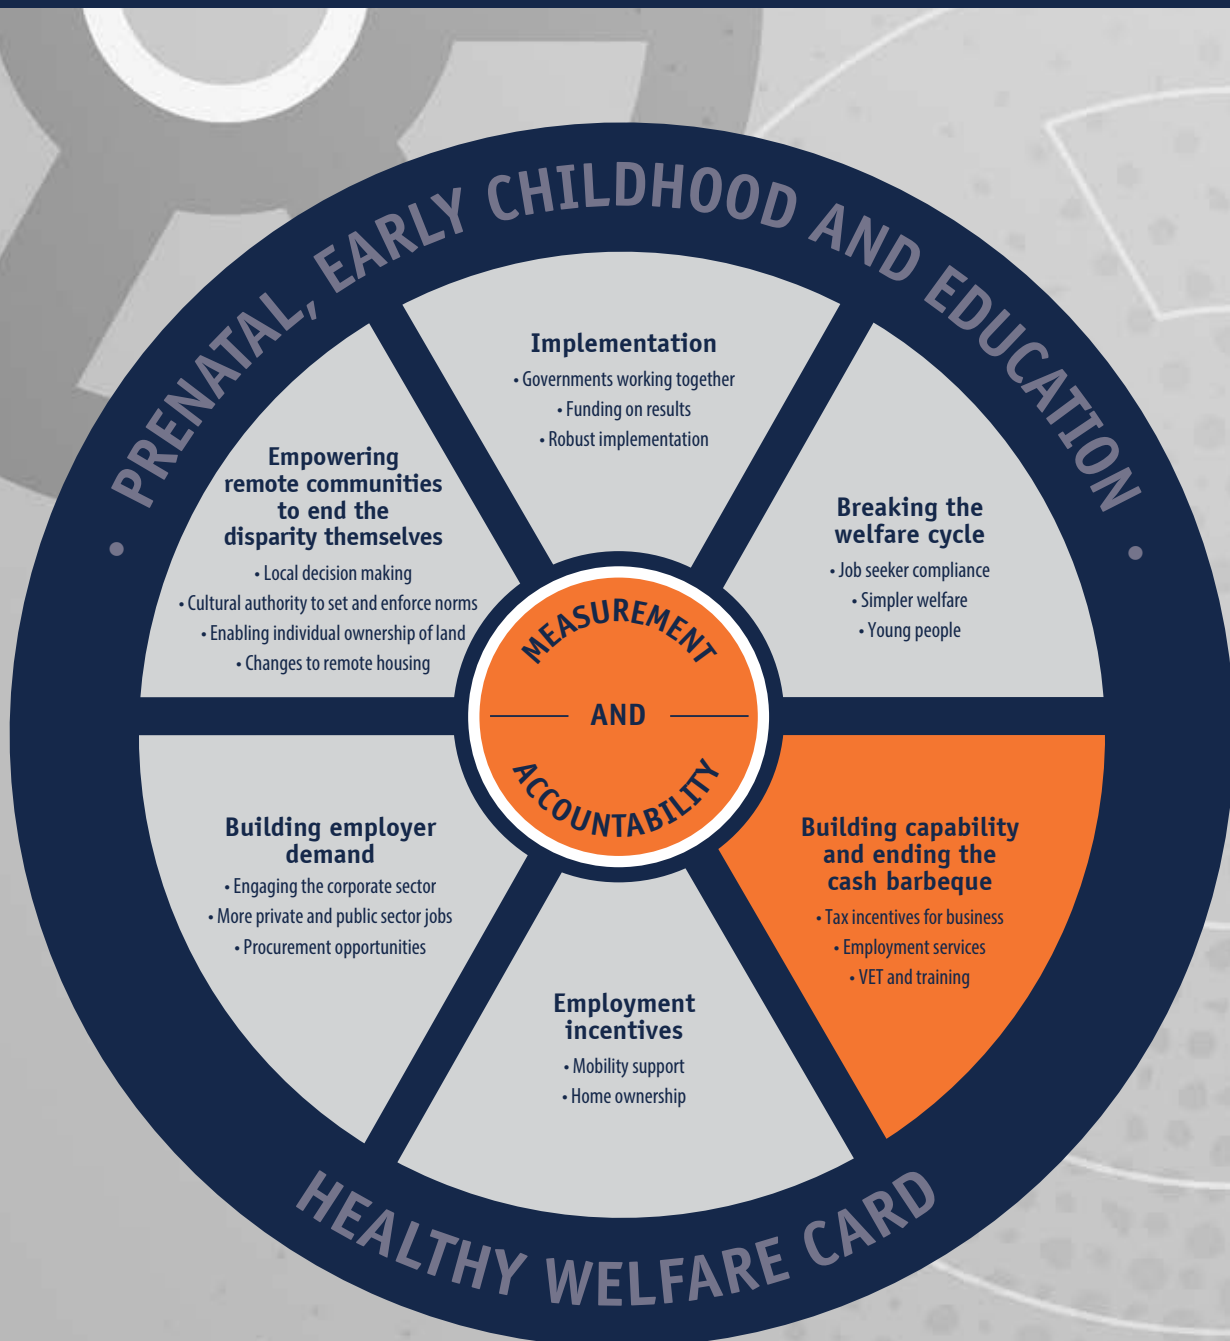 PRENATAL, EARLY CHILDHOOD AND EDUCATION
Implementation
• Governments working together
• Funding on results
• Robust implementation
Breaking the
welfare cycle
• Job seeker compliance
• Simpler welfare
• Young people
Building capability
and ending the
cash barbeque
• Tax incentives for business
• Employment services
• VET and training
Employment
incentives
• Mobility support
• Home ownership
Building employer
demand
• Engaging the corporate sector
• More private and public sector jobs
• Procurement opportunities
Empowering
remote communities
to end the
disparity themselves
• Local decision making
• Cultural authority to set and enforce norms
• Enabling individual ownership of land
• Changes to remote housing
MEASUREMENT
AND
ACCOUNTABILITY
HEALTHY WELFARE CARD